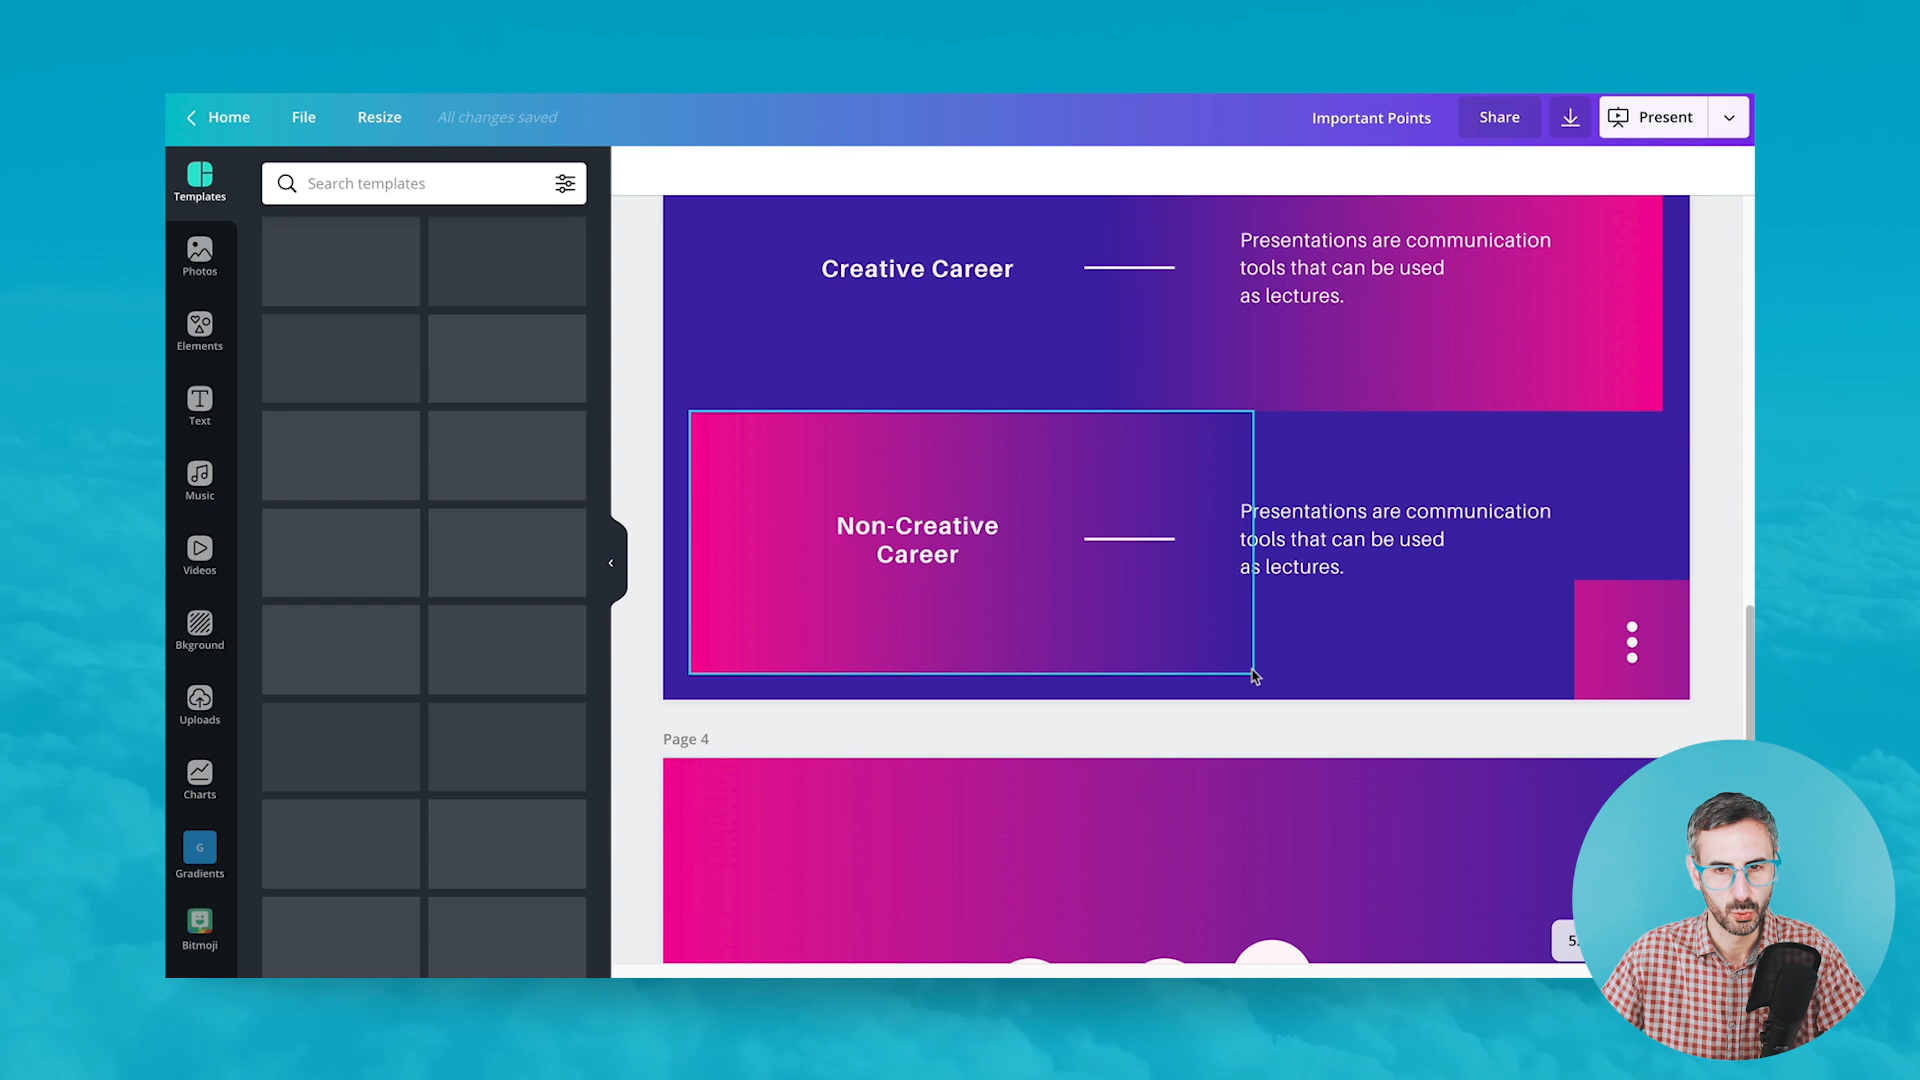 Home
File
Resize
All changes saved
Important Points
Share
Present
Templates
Search templates
Photos
Elements
Text
Music
Videos
Bkground
Uploads
Charts
G
Gradients
Bitmoji
Creative Career
Presentations are communication
tools that can be used
as lectures.
Non-Creative
Career
Presentations are communication
tools that can be used
as lectures.
Page 4